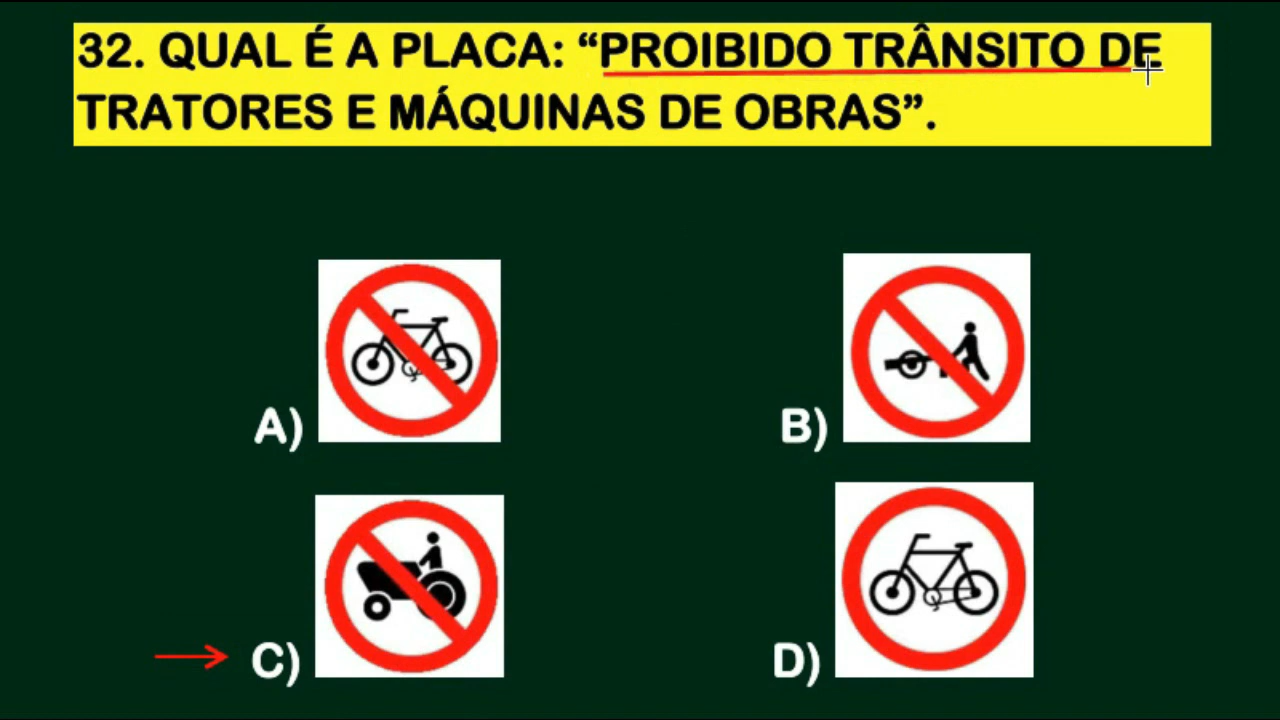 32. QUAL É A PLACA: “PROIBIDO TRÂNSITO DE
TRATORES E MÁQUINAS DE OBRAS”.
A)
B)
C)
D)